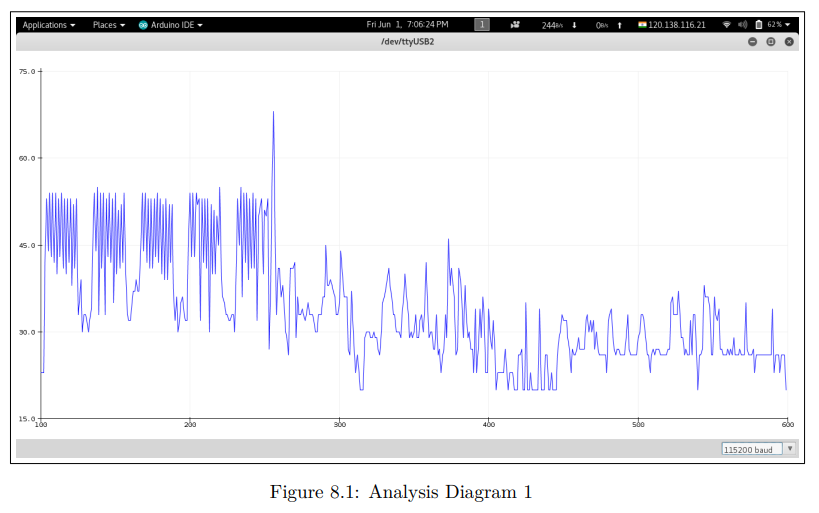 Applications ▾ Places ▾ Arduino IDE ▾ Fri Jun 1, 7:06:24 PM 1 244B/s ⬇ 0B/s ⬆ 120.138.116.21 62% ▾
/dev/ttyUSB2
75.0
60.0
45.0
30.0
15.0
100 200 300 400 500 600
115200 baud
Figure 8.1: Analysis Diagram 1